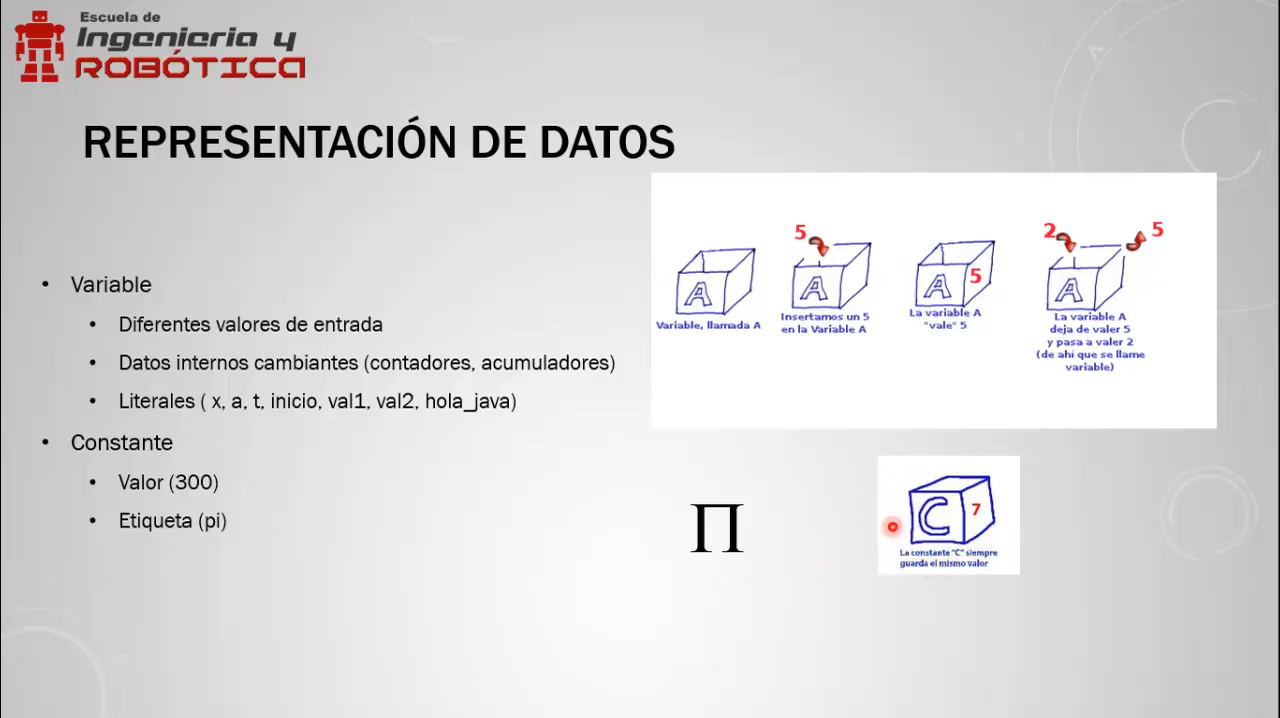 Escuela de
Ingeniería y
ROBÓTICA
REPRESENTACIÓN DE DATOS
• Variable
• Diferentes valores de entrada
• Datos internos cambiantes (contadores, acumuladores)
• Literales ( x, a, t, inicio, val1, val2, hola_java)
• Constante
• Valor (300)
• Etiqueta (pi)
A
Variable, llamada A
5
A
Insertamos un 5
en la Variable A
A
5
La variable A
"vale" 5
2
5
A
La variable A
deja de valer 5
y pasa a valer 2
(de ahi que se llame
variable)
Π
C
7
La constante "C" siempre
guarda el mismo valor